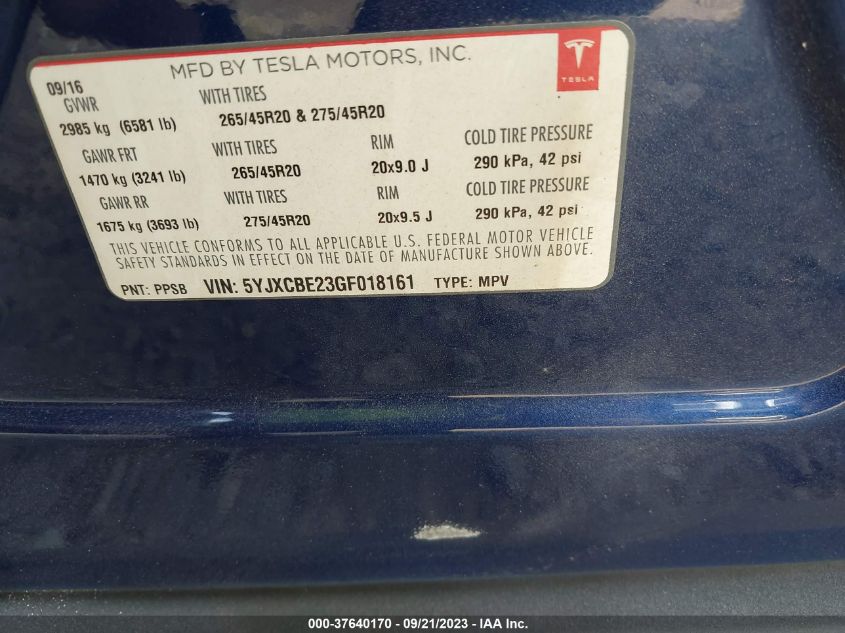 MFD BY TESLA MOTORS, INC.
TESLA
09/16
GVWR WITH TIRES
2985 kg (6581 lb) 265/45R20 & 275/45R20
GAWR FRT WITH TIRES RIM COLD TIRE PRESSURE
1470 kg (3241 lb) 265/45R20 20x9.0 J 290 kPa, 42 psi
GAWR RR WITH TIRES RIM COLD TIRE PRESSURE
1675 kg (3693 lb) 275/45R20 20x9.5 J 290 kPa, 42 psi
THIS VEHICLE CONFORMS TO ALL APPLICABLE U.S. FEDERAL MOTOR VEHICLE
SAFETY STANDARDS IN EFFECT ON THE DATE OF MANUFACTURE SHOWN ABOVE.
PNT: PPSB VIN: 5YJXCBE23GF018161 TYPE: MPV
000-37640170 - 09/21/2023 - IAA Inc.